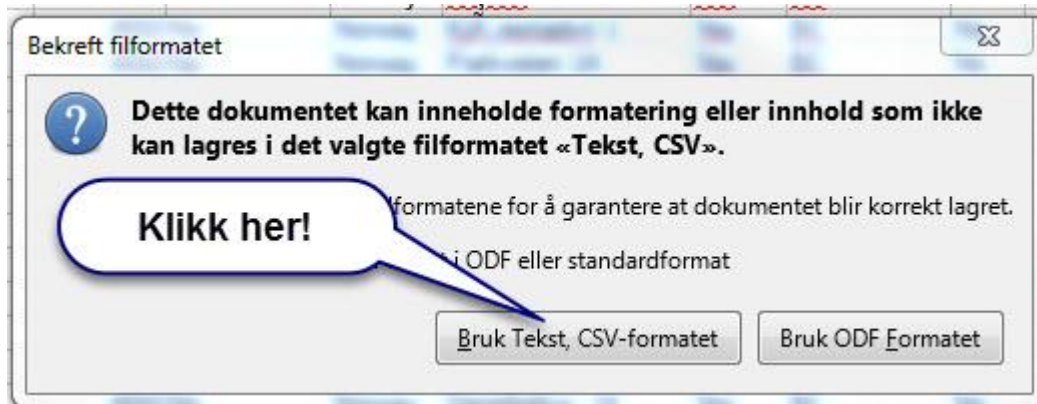 Bekreft filformatet
Dette dokumentet kan inneholde formatering eller innhold som ikke
kan lagres i det valgte filformatet «Tekst, CSV».
formatene for å garantere at dokumentet blir korrekt lagret.
Klikk her!
i ODF eller standardformat
Bruk Tekst, CSV-formatet
Bruk ODF Formatet